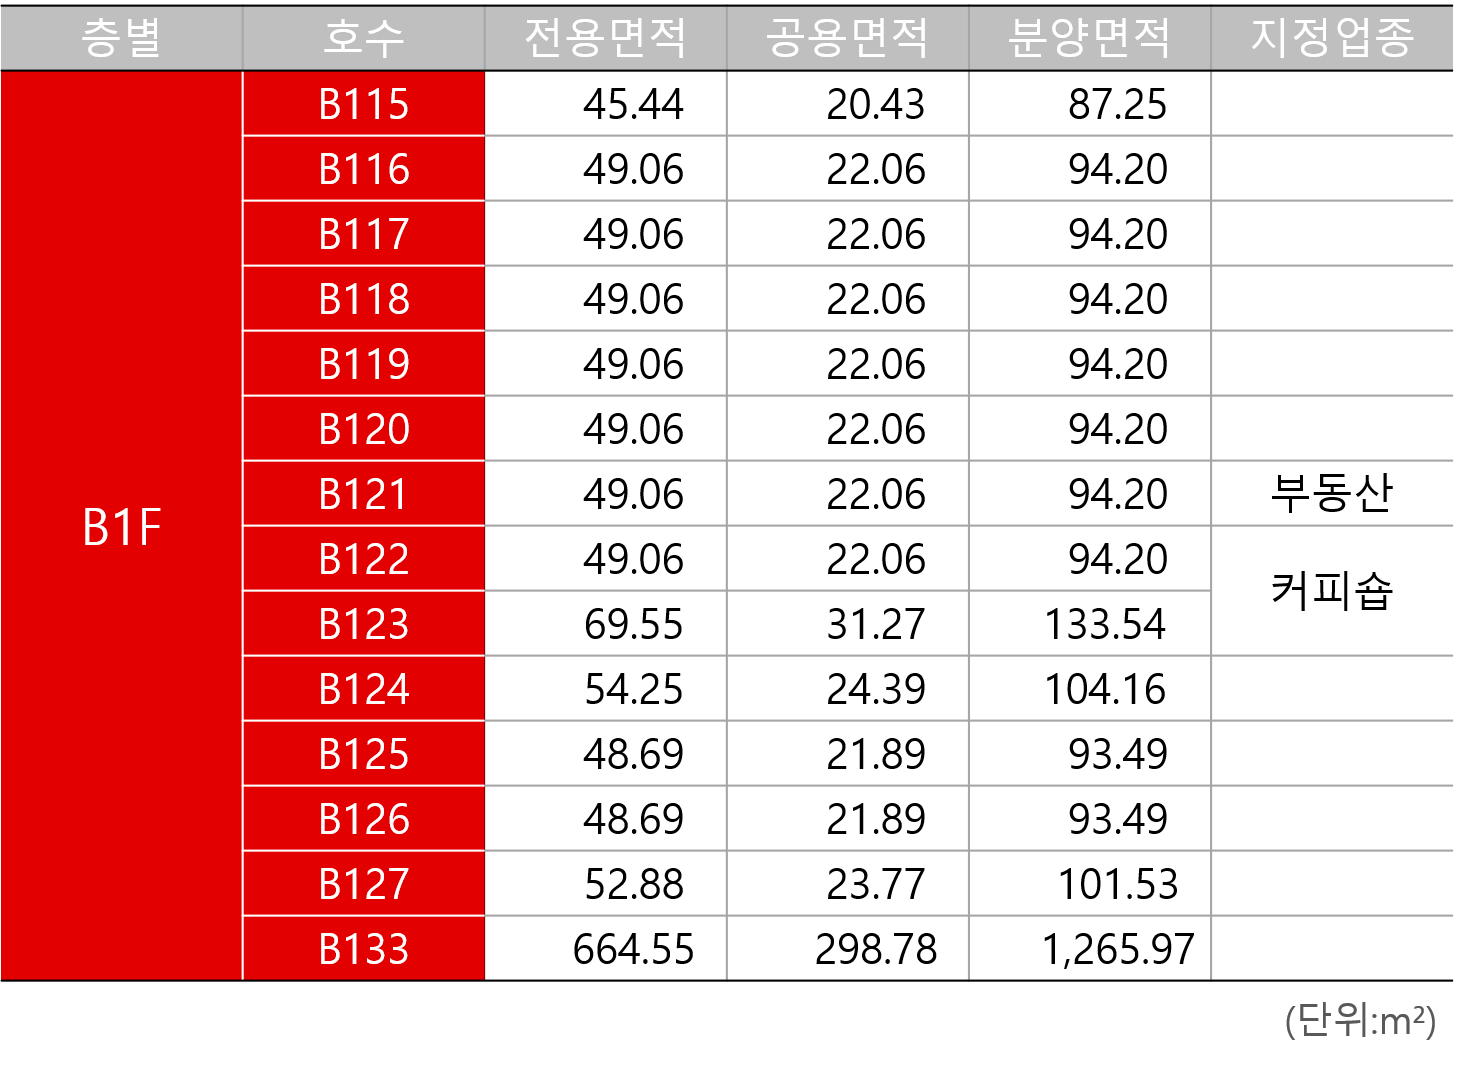 층별 호수 전용면적 공용면적 분양면적 지정업종
B115 45.44 20.43 87.25
B116 49.06 22.06 94.20
B117 49.06 22.06 94.20
B118 49.06 22.06 94.20
B119 49.06 22.06 94.20
B120 49.06 22.06 94.20
B121 49.06 22.06 94.20 부동산
B1F
B122 49.06 22.06 94.20
커피숍
B123 69.55 31.27 133.54
B124 54.25 24.39 104.16
B125 48.69 21.89 93.49
B126 48.69 21.89 93.49
B127 52.88 23.77 101.53
B133 664.55 298.78 1,265.97
(단위:m²)